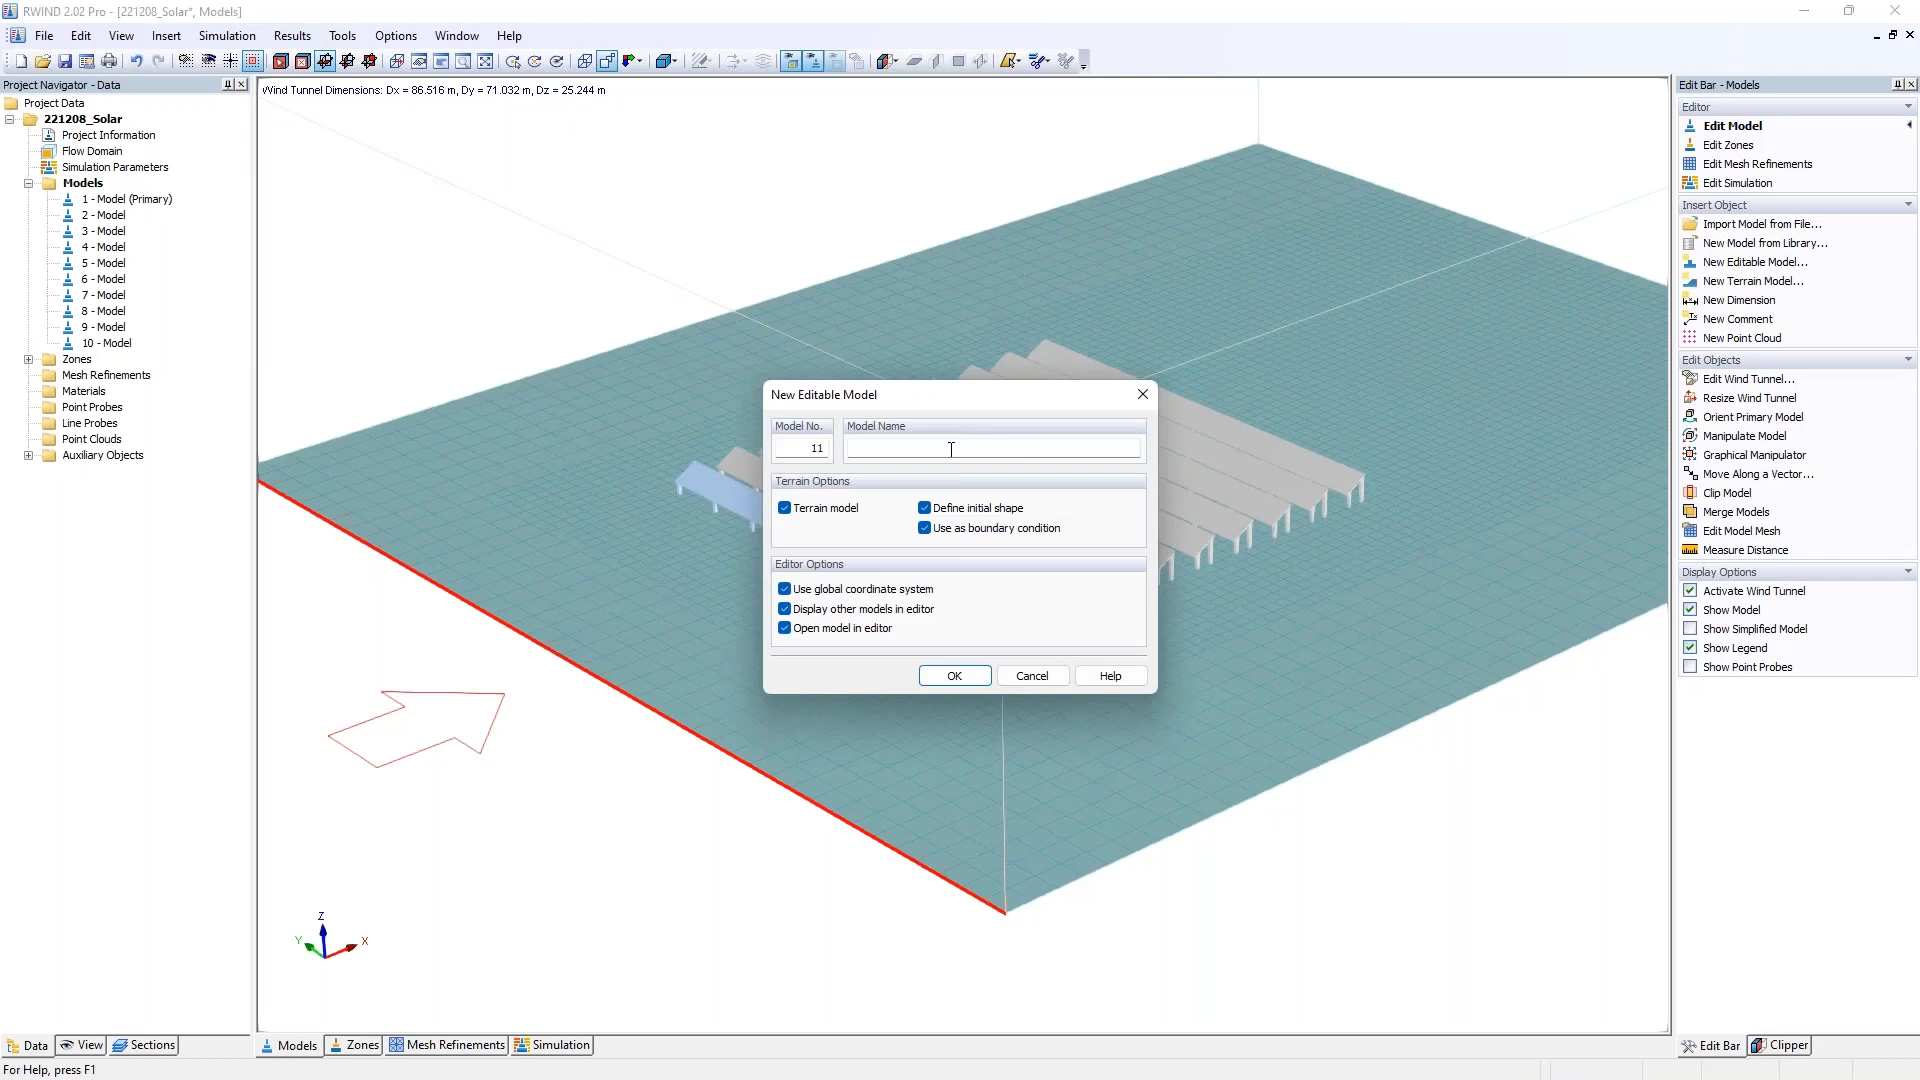 RWIND 2.02 Pro - [221208_Solar*, Models]
File Edit View Insert Simulation Results Tools Options Window Help
Project Navigator - Data
Project Data
221208_Solar
Project Information
Flow Domain
Simulation Parameters
Models
1 - Model (Primary)
2 - Model
3 - Model
4 - Model
5 - Model
6 - Model
7 - Model
8 - Model
9 - Model
10 - Model
Zones
Mesh Refinements
Materials
Point Probes
Line Probes
Point Clouds
Auxiliary Objects
Data View Sections
Wind Tunnel Dimensions: Dx = 86.516 m, Dy = 71.032 m, Dz = 25.244 m
New Editable Model
Model No. Model Name
11
Terrain Options
Terrain model Define initial shape
Use as boundary condition
Editor Options
Use global coordinate system
Display other models in editor
Open model in editor
OK Cancel Help
Z
Y X
Models Zones Mesh Refinements Simulation
Edit Bar - Models
Editor
Edit Model
Edit Zones
Edit Mesh Refinements
Edit Simulation
Insert Object
Import Model from File...
New Model from Library...
New Editable Model...
New Terrain Model...
New Dimension
New Comment
New Point Cloud
Edit Objects
Edit Wind Tunnel...
Resize Wind Tunnel
Orient Primary Model
Manipulate Model
Graphical Manipulator
Move Along a Vector...
Clip Model
Merge Models
Edit Model Mesh
Measure Distance
Display Options
Activate Wind Tunnel
Show Model
Show Simplified Model
Show Legend
Show Point Probes
Edit Bar Clipper
For Help, press F1